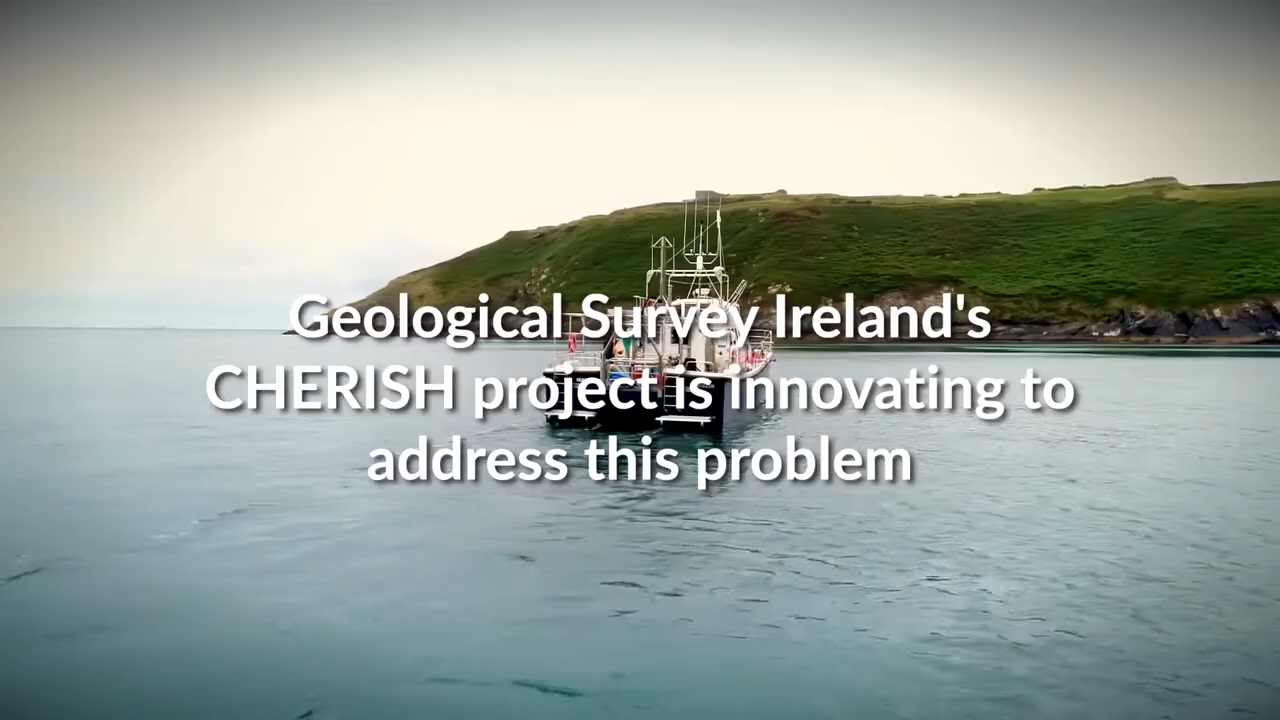 Geological Survey Ireland's
CHERISH project is innovating to
address this problem